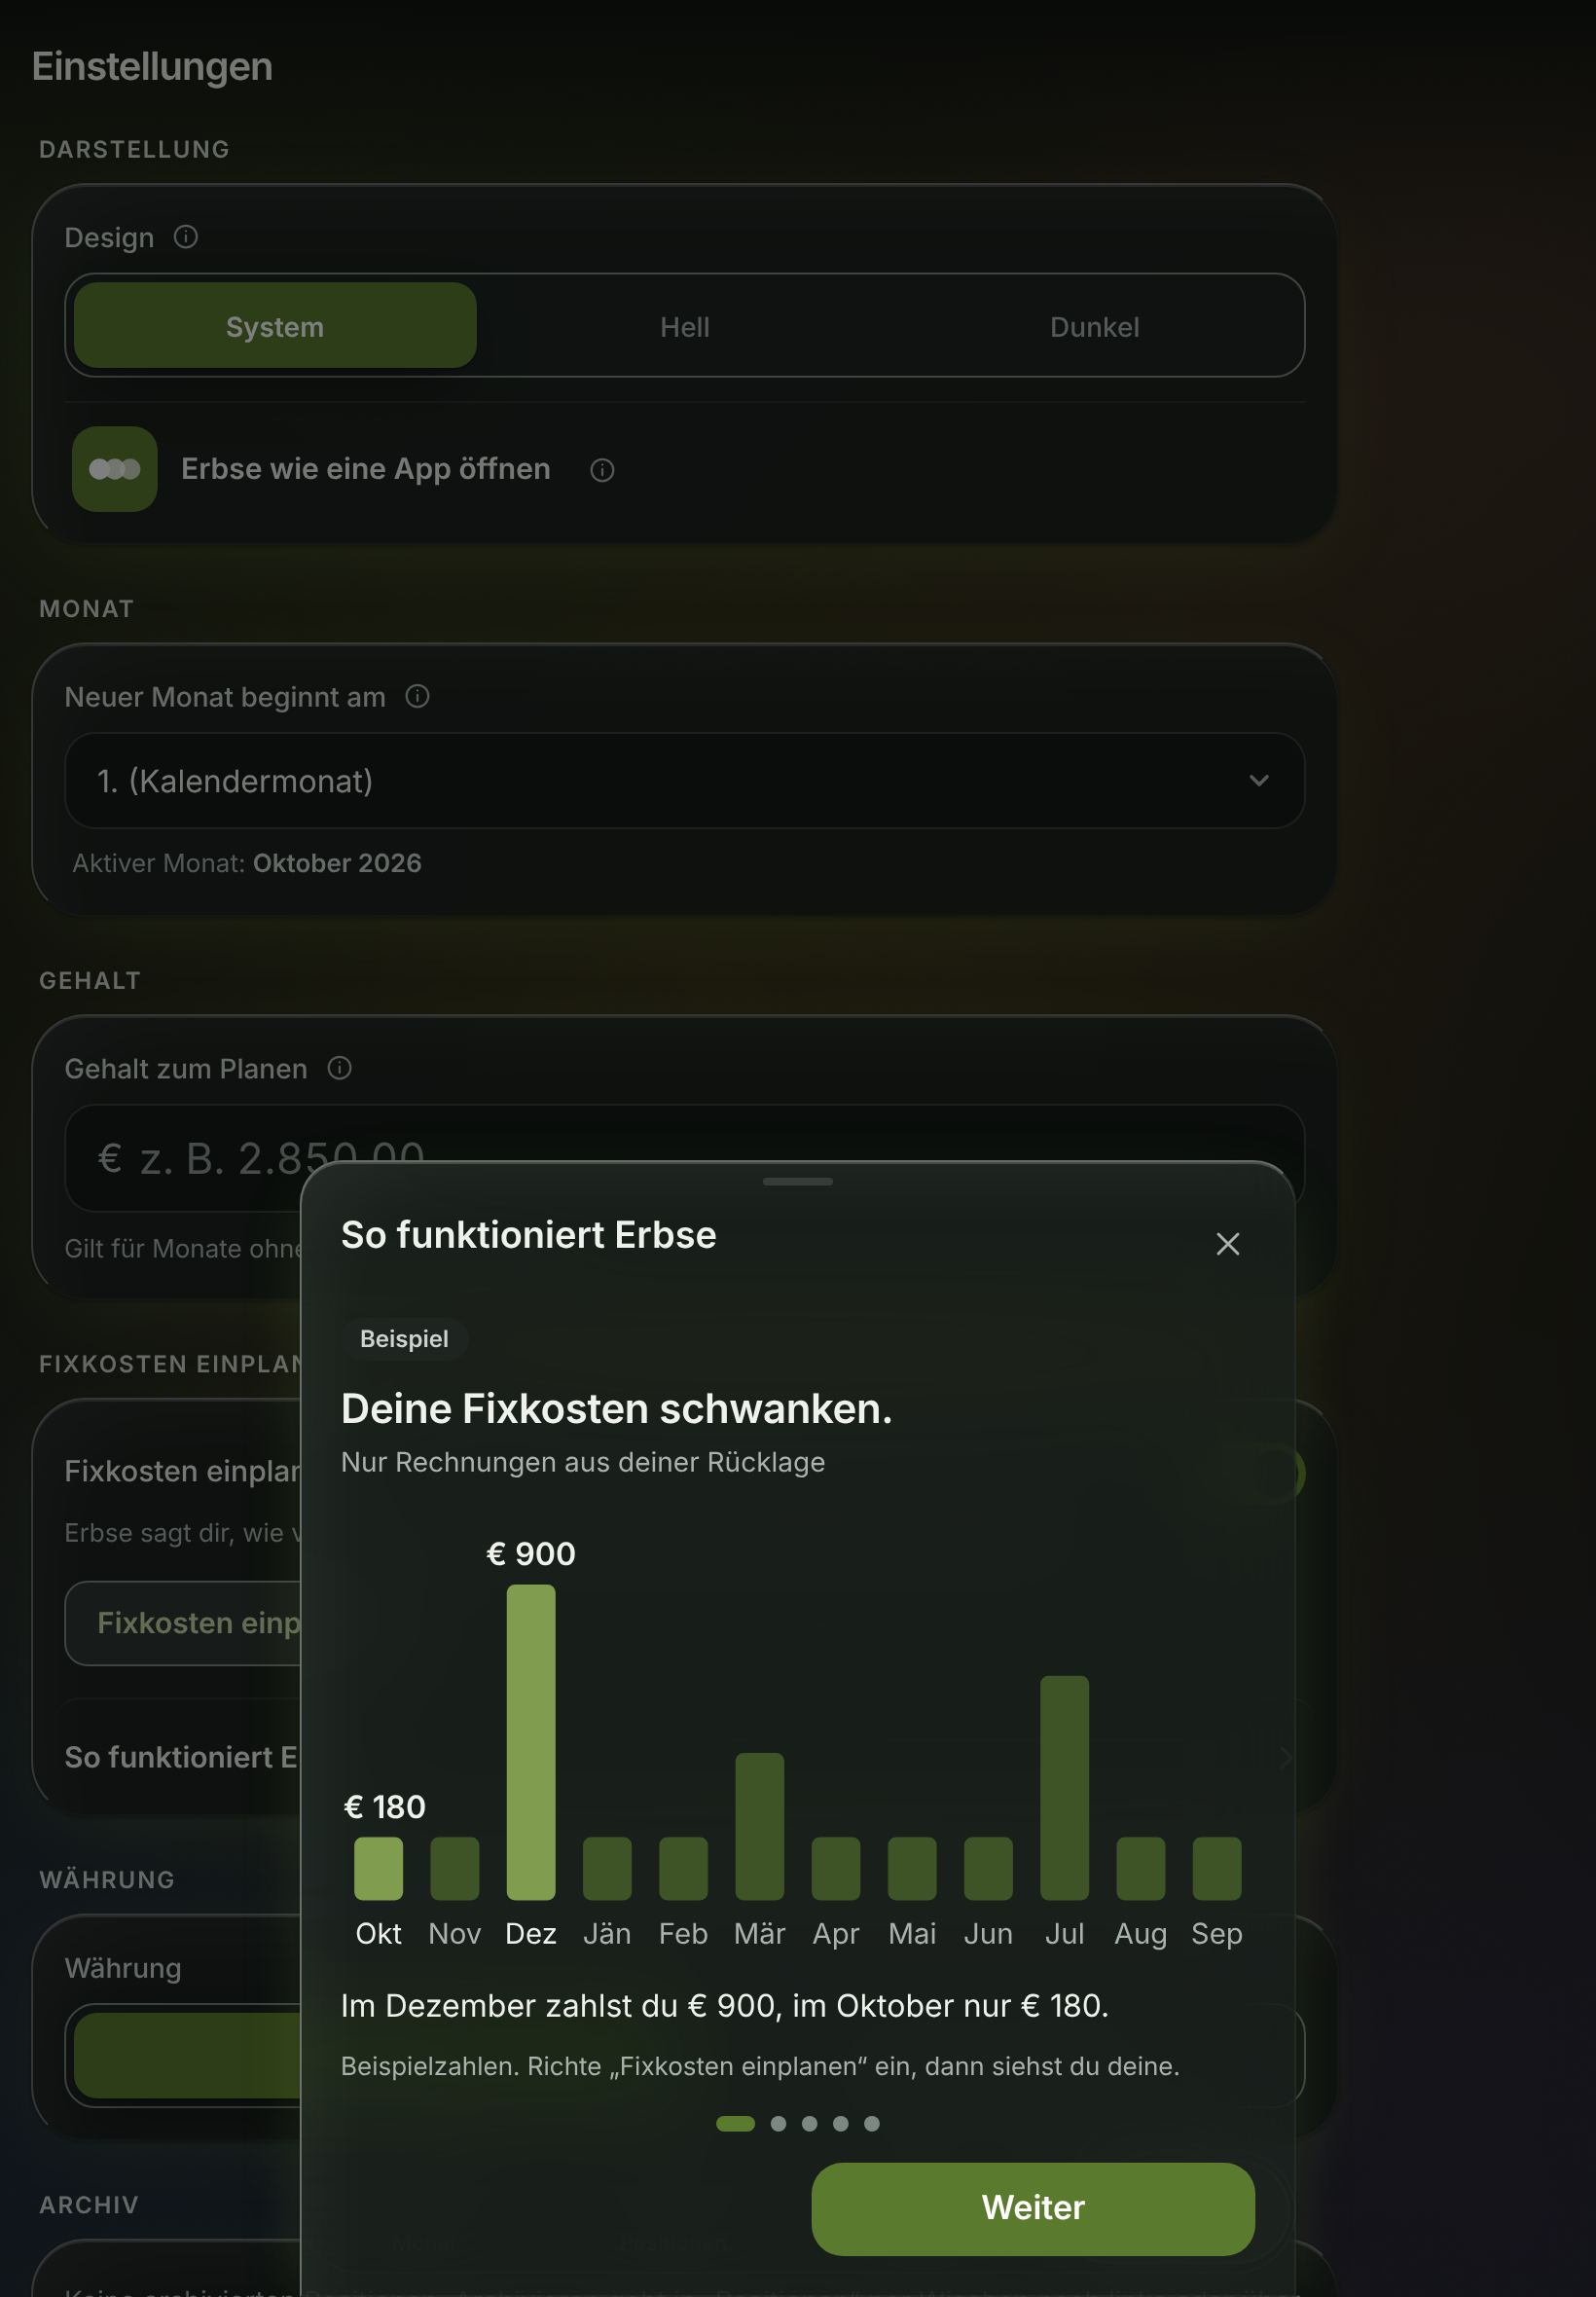 Einstellungen
DARSTELLUNG
Design
System
Hell
Dunkel
Erbse wie eine App öffnen
MONAT
Neuer Monat beginnt am
1. (Kalendermonat)
Aktiver Monat: Oktober 2026
GEHALT
Gehalt zum Planen
€ z. B. 2.850,00
Gilt für Monate ohne
FIXKOSTEN EINPLAN
Fixkosten einplan
Erbse sagt dir, wie v
Fixkosten einp
So funktioniert E
WÄHRUNG
Währung
ARCHIV
So funktioniert Erbse
Beispiel
Deine Fixkosten schwanken.
Nur Rechnungen aus deiner Rücklage
€ 900
€ 180
Okt Nov Dez Jän Feb Mär Apr Mai Jun Jul Aug Sep
Im Dezember zahlst du € 900, im Oktober nur € 180.
Beispielzahlen. Richte „Fixkosten einplanen“ ein, dann siehst du deine.
Weiter